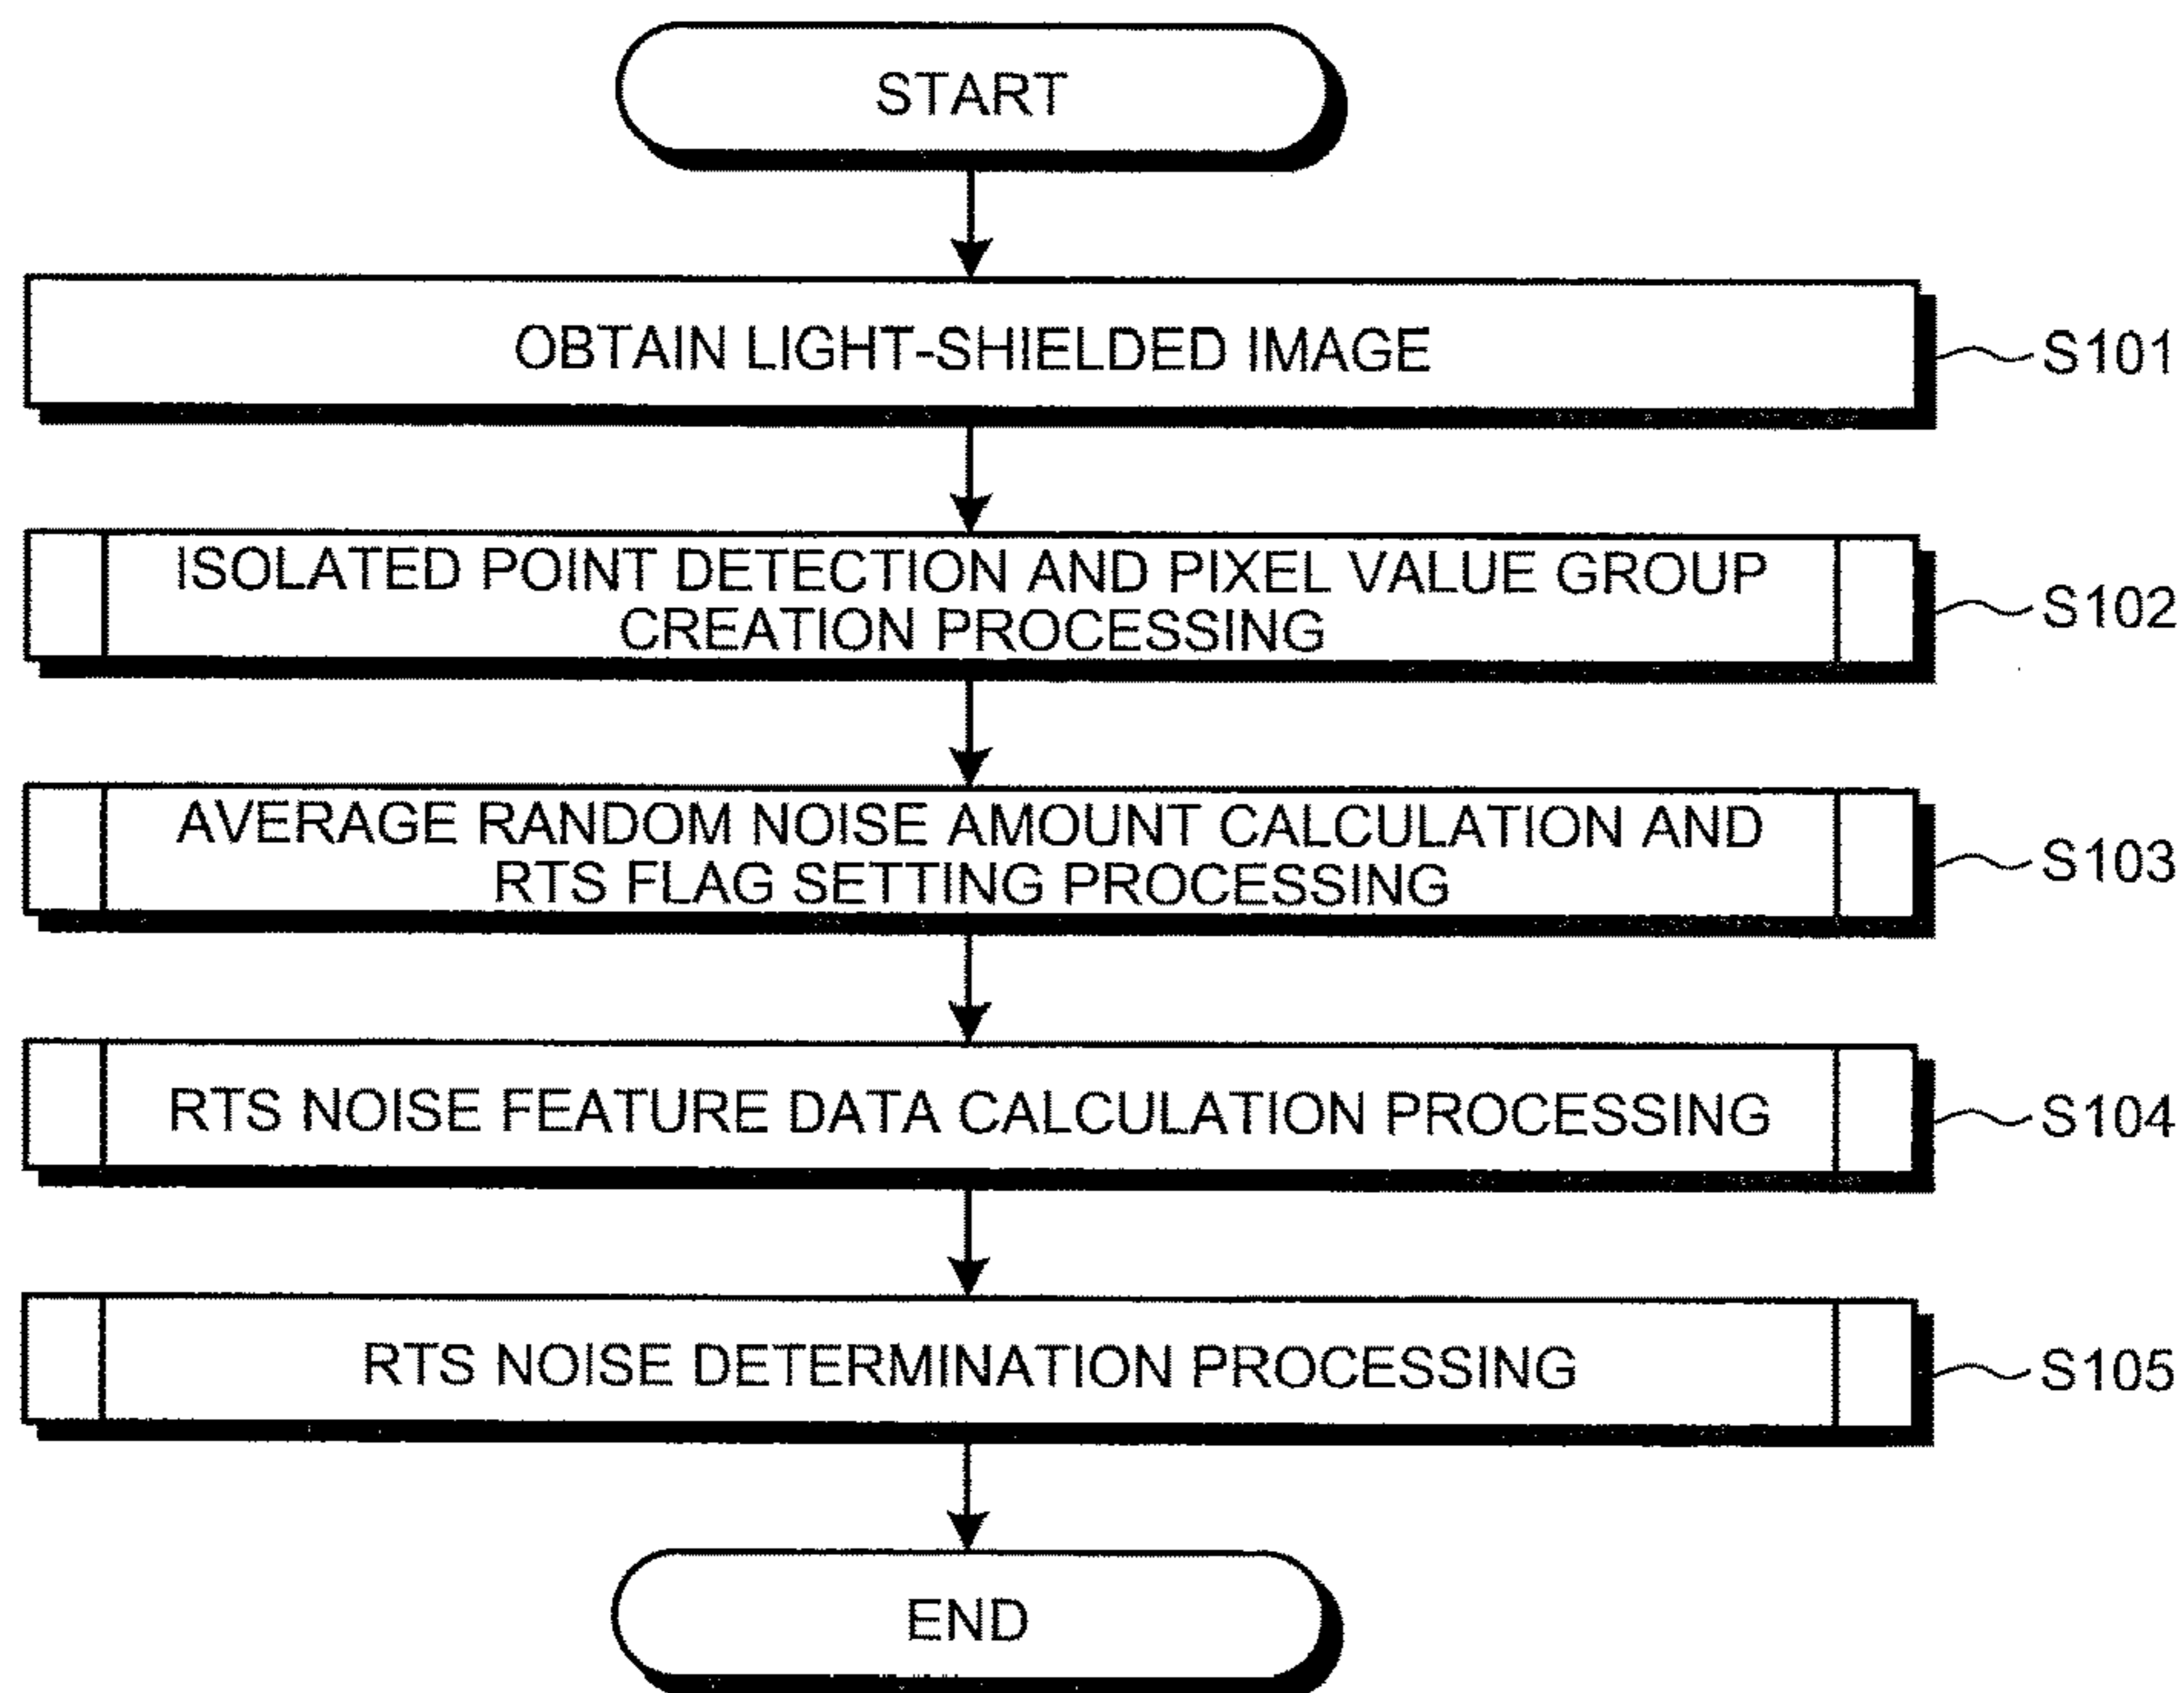 START
OBTAIN LIGHT-SHIELDED IMAGE
S101
ISOLATED POINT DETECTION AND PIXEL VALUE GROUP
CREATION PROCESSING
S102
AVERAGE RANDOM NOISE AMOUNT CALCULATION AND
RTS FLAG SETTING PROCESSING
S103
RTS NOISE FEATURE DATA CALCULATION PROCESSING
S104
RTS NOISE DETERMINATION PROCESSING
S105
END